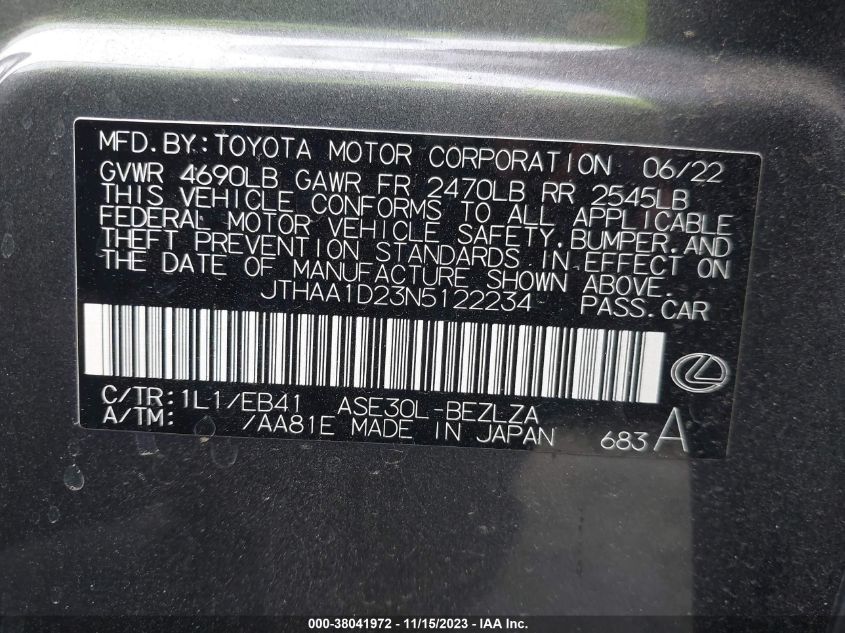 MFD.BY:TOYOTA MOTOR CORPORATION 06/22
GVWR 4690LB GAWR FR 2470LB RR 2545LB
THIS VEHICLE CONFORMS TO ALL APPLICABLE
FEDERAL MOTOR VEHICLE SAFETY.BUMPER.AND
THEFT PREVENTION STANDARDS IN EFFECT ON
THE DATE OF MANUFACTURE SHOWN ABOVE.
JTHAA1D23N5122234 PASS.CAR
C/TR:1L1/EB41 ASE30L-BEZLZA
A/TM: /AA81E MADE IN JAPAN 683A
000-38041972 - 11/15/2023 - IAA Inc.